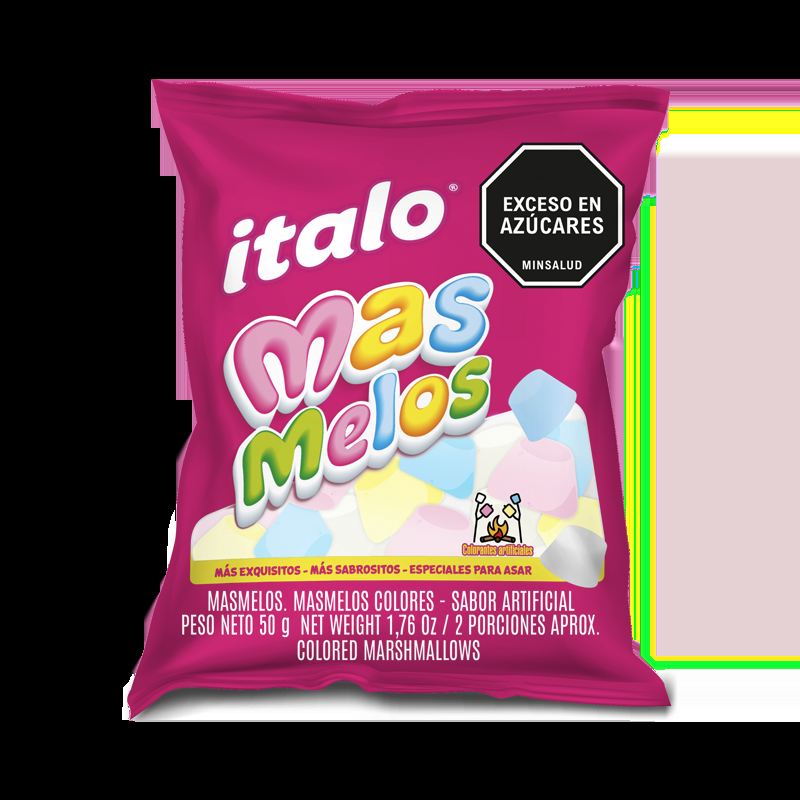 italo®
EXCESO EN
AZÚCARES
MINSALUD
Mas
Melos
Colorantes artificiales
MÁS EXQUISITOS - MÁS SABROSITOS - ESPECIALES PARA ASAR
MASMELOS. MASMELOS COLORES - SABOR ARTIFICIAL
PESO NETO 50 g NET WEIGHT 1,76 Oz / 2 PORCIONES APROX.
COLORED MARSHMALLOWS